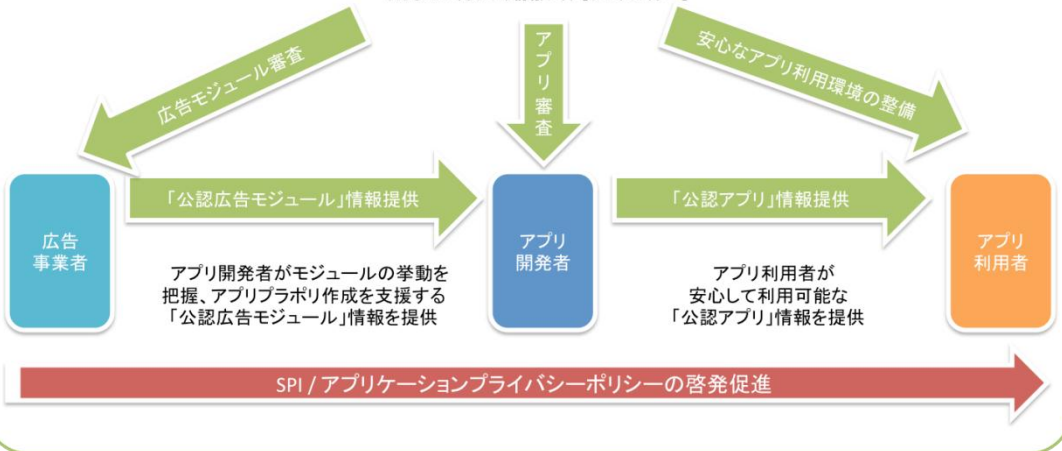 広告モジュール審査
アプリ審査
安心なアプリ利用環境の整備
広告
事業者
「公認広告モジュール」情報提供
アプリ
開発者
「公認アプリ」情報提供
アプリ
利用者
アプリ開発者がモジュールの挙動を
把握、アプリプラポリ作成を支援する
「公認広告モジュール」情報を提供
アプリ利用者が
安心して利用可能な
「公認アプリ」情報を提供
SPI / アプリケーションプライバシーポリシーの啓発促進